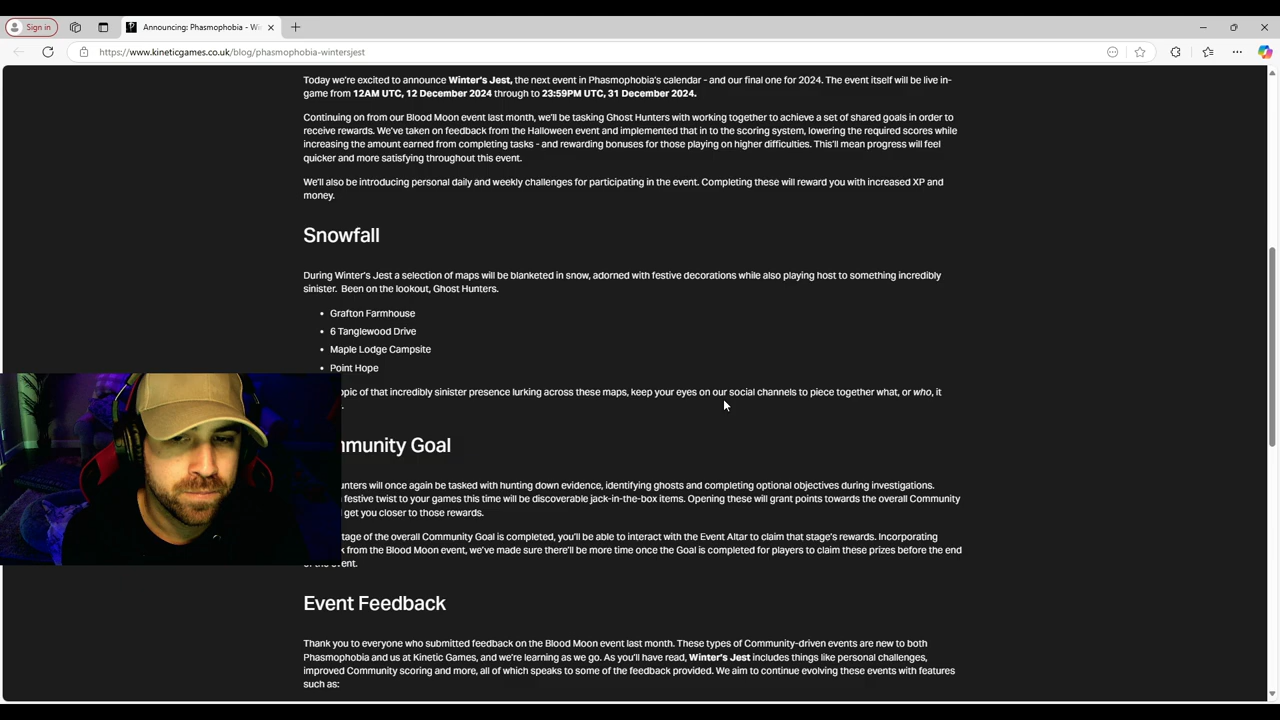 Sign in
Announcing: Phasmophobia - Wi
https://www.kineticgames.co.uk/blog/phasmophobia-wintersjest
Today we're excited to announce Winter's Jest, the next event in Phasmophobia's calendar - and our final one for 2024. The event itself will be live in-
game from 12AM UTC, 12 December 2024 through to 23:59PM UTC, 31 December 2024.
Continuing on from our Blood Moon event last month, we'll be tasking Ghost Hunters with working together to achieve a set of shared goals in order to
receive rewards. We've taken on feedback from the Halloween event and implemented that in to the scoring system, lowering the required scores while
increasing the amount earned from completing tasks - and rewarding bonuses for those playing on higher difficulties. This'll mean progress will feel
quicker and more satisfying throughout this event.
We'll also be introducing personal daily and weekly challenges for participating in the event. Completing these will reward you with increased XP and
money.
Snowfall
During Winter's Jest a selection of maps will be blanketed in snow, adorned with festive decorations while also playing host to something incredibly
sinister. Been on the lookout, Ghost Hunters.
• Grafton Farmhouse
• 6 Tanglewood Drive
• Maple Lodge Campsite
• Point Hope
opic of that incredibly sinister presence lurking across these maps, keep your eyes on our social channels to piece together what, or who, it
mmunity Goal
unters will once again be tasked with hunting down evidence, identifying ghosts and completing optional objectives during investigations.
festive twist to your games this time will be discoverable jack-in-the-box items. Opening these will grant points towards the overall Community
get you closer to those rewards.
tage of the overall Community Goal is completed, you'll be able to interact with the Event Altar to claim that stage's rewards. Incorporating
k from the Blood Moon event, we've made sure there'll be more time once the Goal is completed for players to claim these prizes before the end
of the event.
Event Feedback
Thank you to everyone who submitted feedback on the Blood Moon event last month. These types of Community-driven events are new to both
Phasmophobia and us at Kinetic Games, and we're learning as we go. As you'll have read, Winter's Jest includes things like personal challenges,
improved Community scoring and more, all of which speaks to some of the feedback provided. We aim to continue evolving these events with features
such as: